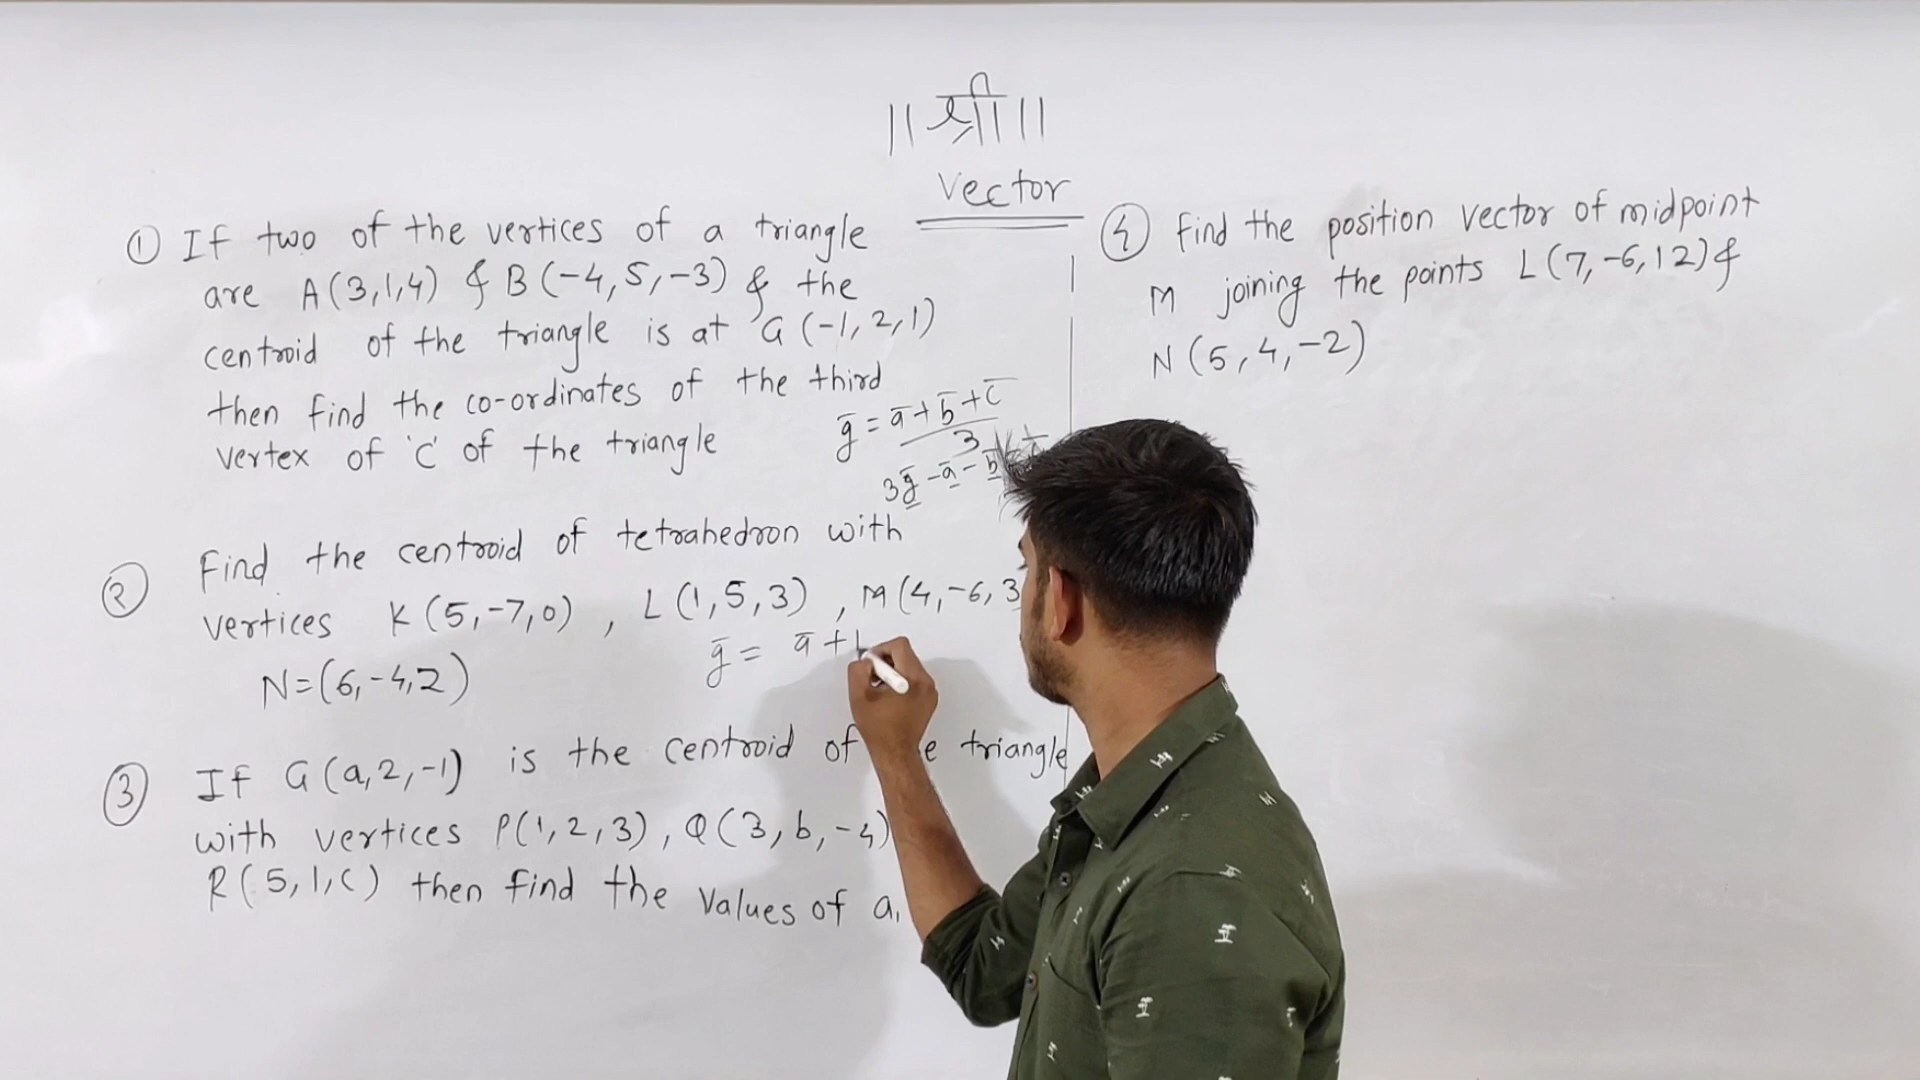 ॥ श्री ॥
Vector
① If two of the vertices of a triangle
are A(3,1,4) & B(-4,5,-3) & the
centroid of the triangle is at G(-1,2,1)
then find the co-ordinates of the third
vertex of 'C' of the triangle
g̅ = a̅+b̅+c̅
3
3g̅ -a̅ - b̅
② Find the centroid of tetrahedron with
vertices K(5,-7,0), L(1,5,3), M(4,-6,3
N=(6,-4,2)
g̅ = a̅ +
③ If G(a,2,-1) is the centroid of triangle
with vertices P(1,2,3), Q(3,b,-4)
R(5,1,c) then find the values of a,
④ Find the position vector of midpoint
M joining the points L(7,-6,12) &
N(5,4,-2)